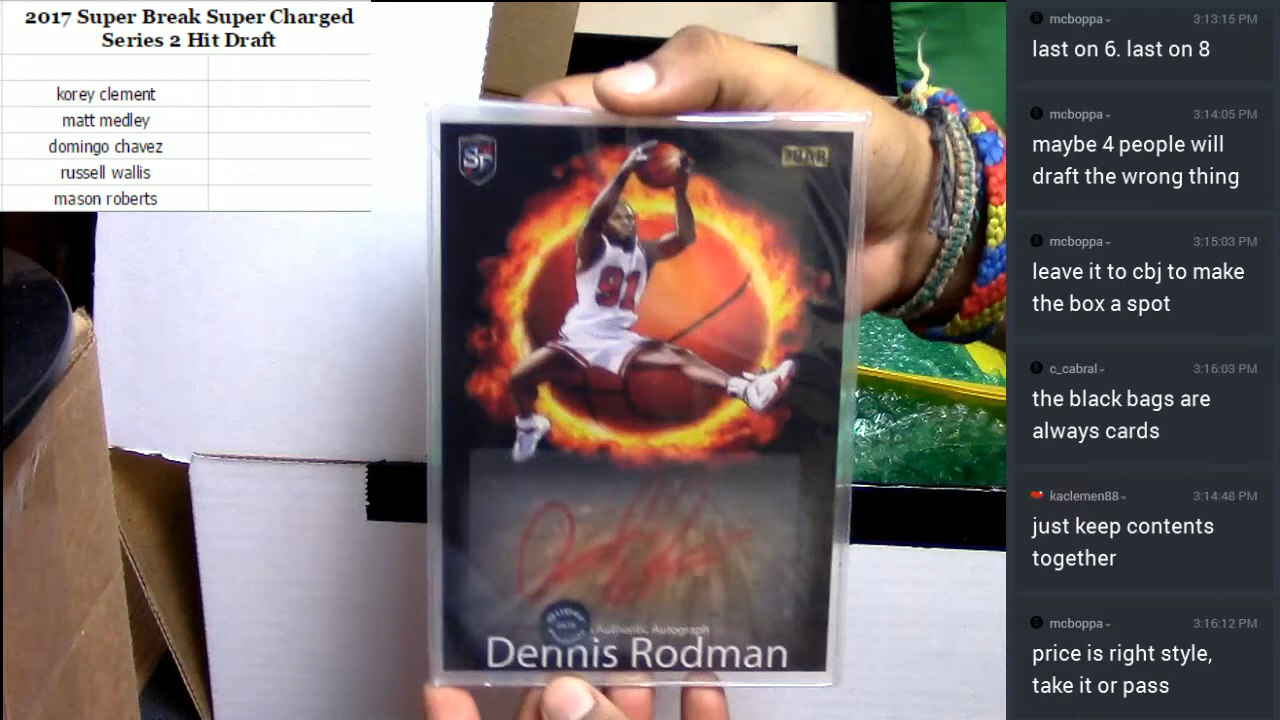 2017 Super Break Super Charged
Series 2 Hit Draft
korey clement
matt medley
domingo chavez
russell wallis
mason roberts
SF
91
Authentic Autograph
Dennis Rodman
mcboppa
3:13:15 PM
last on 6. last on 8
mcboppa
3:14:05 PM
maybe 4 people will
draft the wrong thing
mcboppa
3:15:03 PM
leave it to cbj to make
the box a spot
c_cabral
3:16:03 PM
the black bags are
always cards
kaclemen88
3:14:48 PM
just keep contents
together
mcboppa
3:16:12 PM
price is right style,
take it or pass